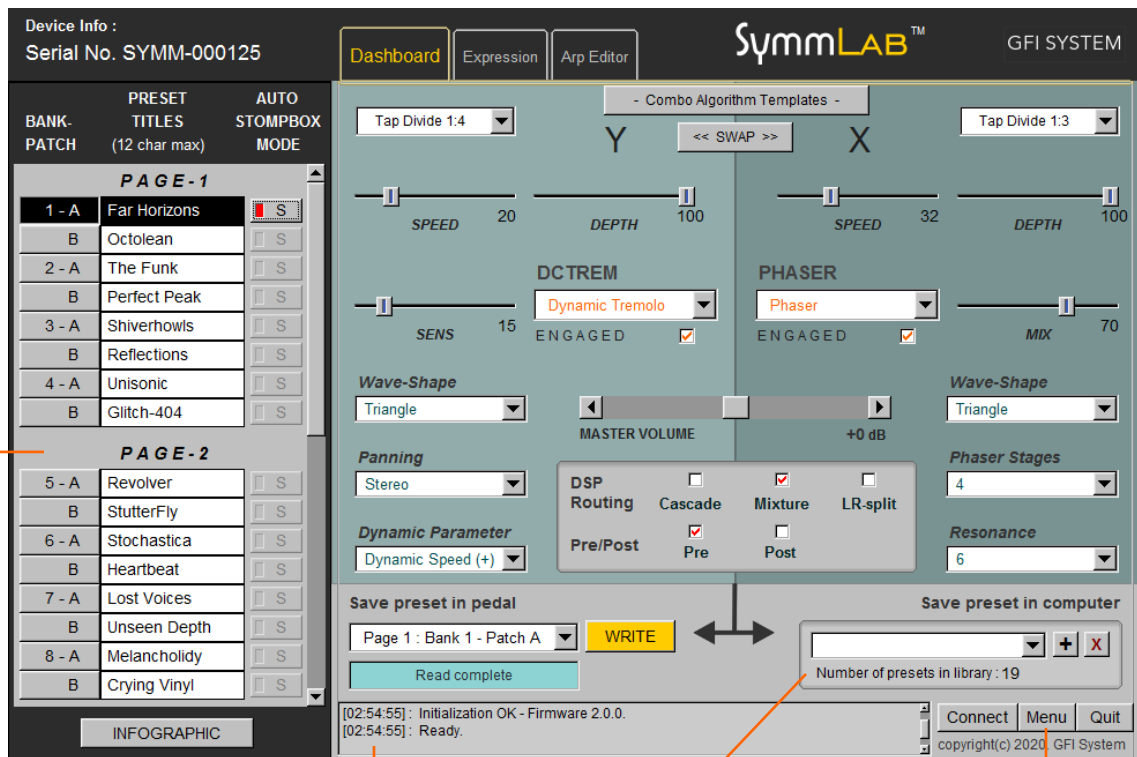 Device Info :
Serial No. SYMM-000125
Dashboard
Expression
Arp Editor
SymmLAB™
GFI SYSTEM
BANK-
PATCH
PRESET
TITLES
(12 char max)
AUTO
STOMPBOX
MODE
PAGE-1
1 - A Far Horizons S
B Octolean S
2 - A The Funk S
B Perfect Peak S
3 - A Shiverhowls S
B Reflections S
4 - A Unisonic S
B Glitch-404 S
PAGE-2
5 - A Revolver S
B StutterFly S
6 - A Stochastica S
B Heartbeat S
7 - A Lost Voices S
B Unseen Depth S
8 - A Melancholidy S
B Crying Vinyl S
INFOGRAPHIC
- Combo Algorithm Templates -
Tap Divide 1:4
Y
<< SWAP >>
X
Tap Divide 1:3
SPEED 20
DEPTH 100
SPEED 32
DEPTH 100
DCTREM
Dynamic Tremolo
ENGAGED
PHASER
Phaser
ENGAGED
SENS 15
MIX 70
Wave-Shape
Triangle
MASTER VOLUME +0 dB
Wave-Shape
Triangle
Panning
Stereo
Phaser Stages
4
DSP
Routing
Cascade Mixture LR-split
Pre/Post
Pre Post
Dynamic Parameter
Dynamic Speed (+)
Resonance
6
Save preset in pedal
Page 1 : Bank 1 - Patch A
WRITE
Read complete
Save preset in computer
+ X
Number of presets in library : 19
[02:54:55] : Initialization OK - Firmware 2.0.0.
[02:54:55] : Ready.
Connect Menu Quit
copyright(c) 2020, GFI System